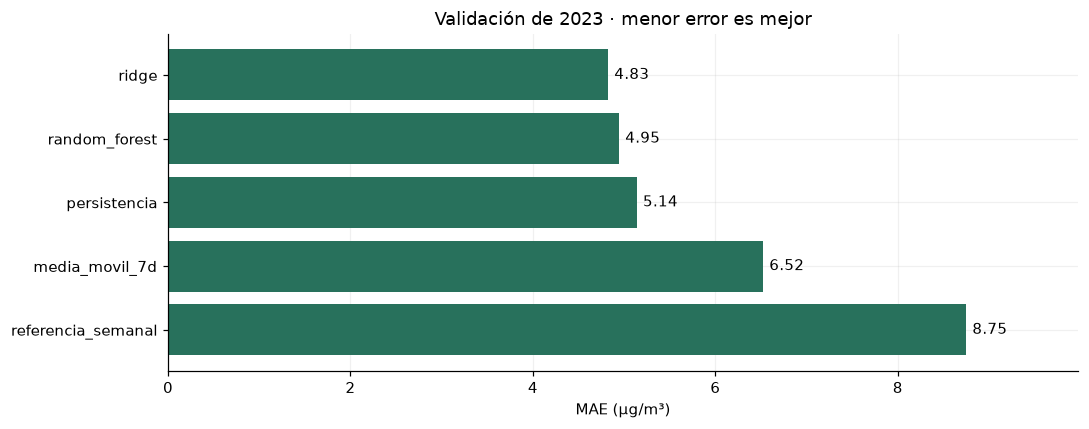 Validación de 2023 · menor error es mejor
ridge 4.83
random_forest 4.95
persistencia 5.14
media_movil_7d 6.52
referencia_semanal 8.75
0 2 4 6 8
MAE (µg/m³)